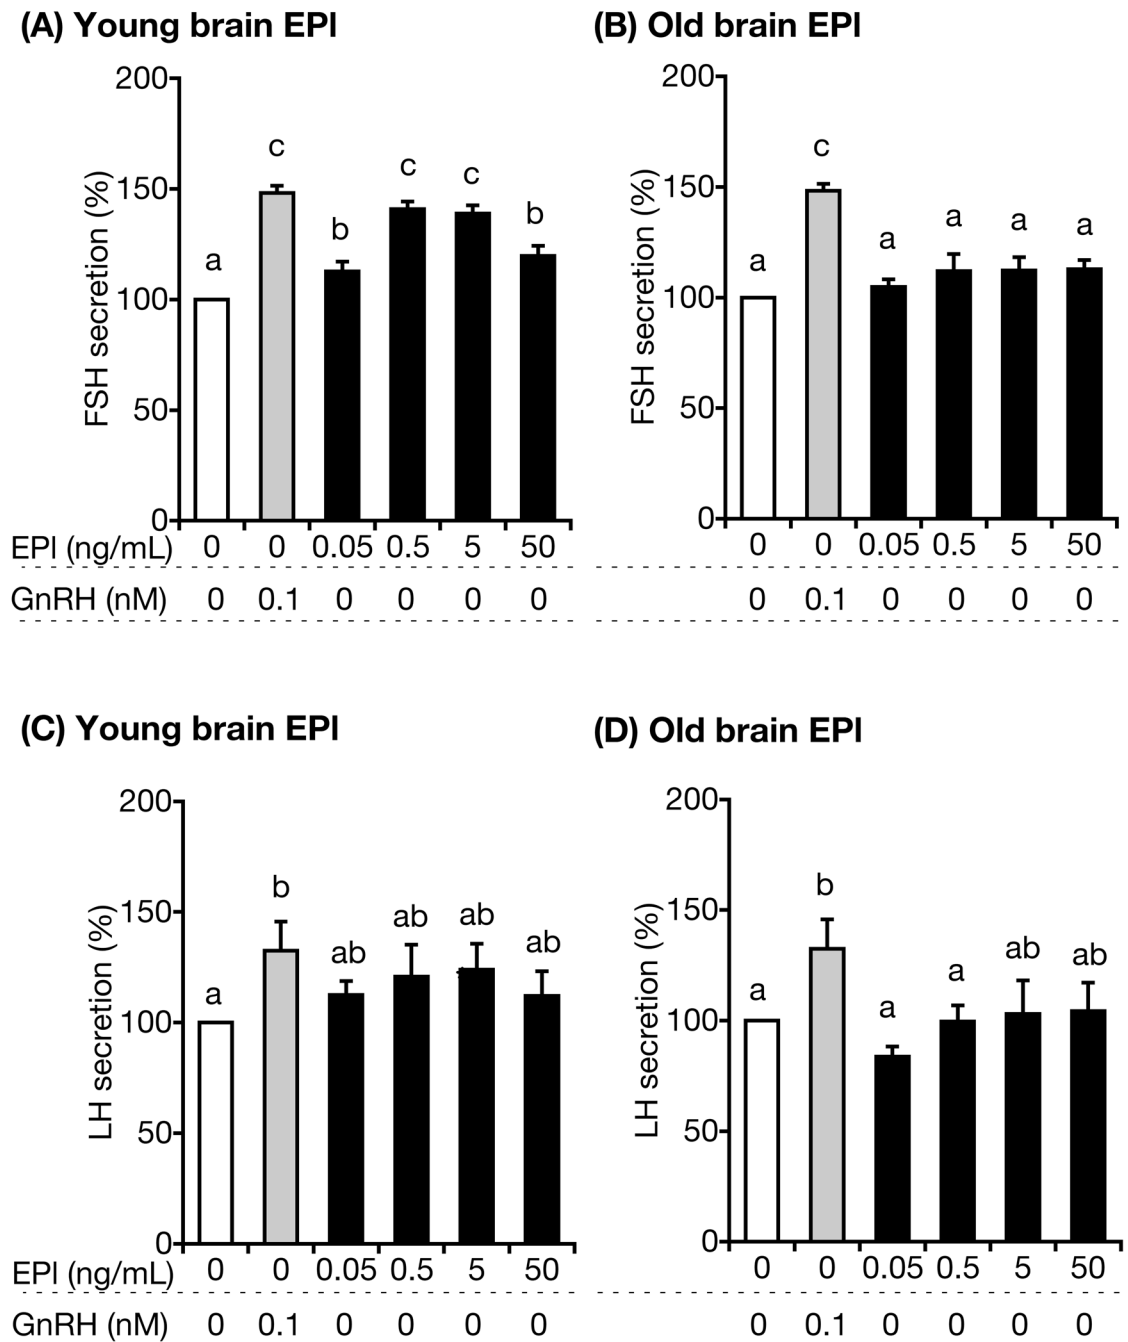 (A) Young brain EPI
(B) Old brain EPI
200
150
100
50
0
FSH secretion (%)
a
c
b
c
c
b
200
150
100
50
0
FSH secretion (%)
a
c
a
a
a
a
EPI (ng/mL) 0 0 0.05 0.5 5 50
0 0 0.05 0.5 5 50
GnRH (nM) 0 0.1 0 0 0 0
0 0.1 0 0 0 0
(C) Young brain EPI
(D) Old brain EPI
200
150
100
50
0
LH secretion (%)
a
b
ab
ab
ab
ab
200
150
100
50
0
LH secretion (%)
a
b
a
a
ab
ab
EPI (ng/mL) 0 0 0.05 0.5 5 50
0 0 0.05 0.5 5 50
GnRH (nM) 0 0.1 0 0 0 0
0 0.1 0 0 0 0